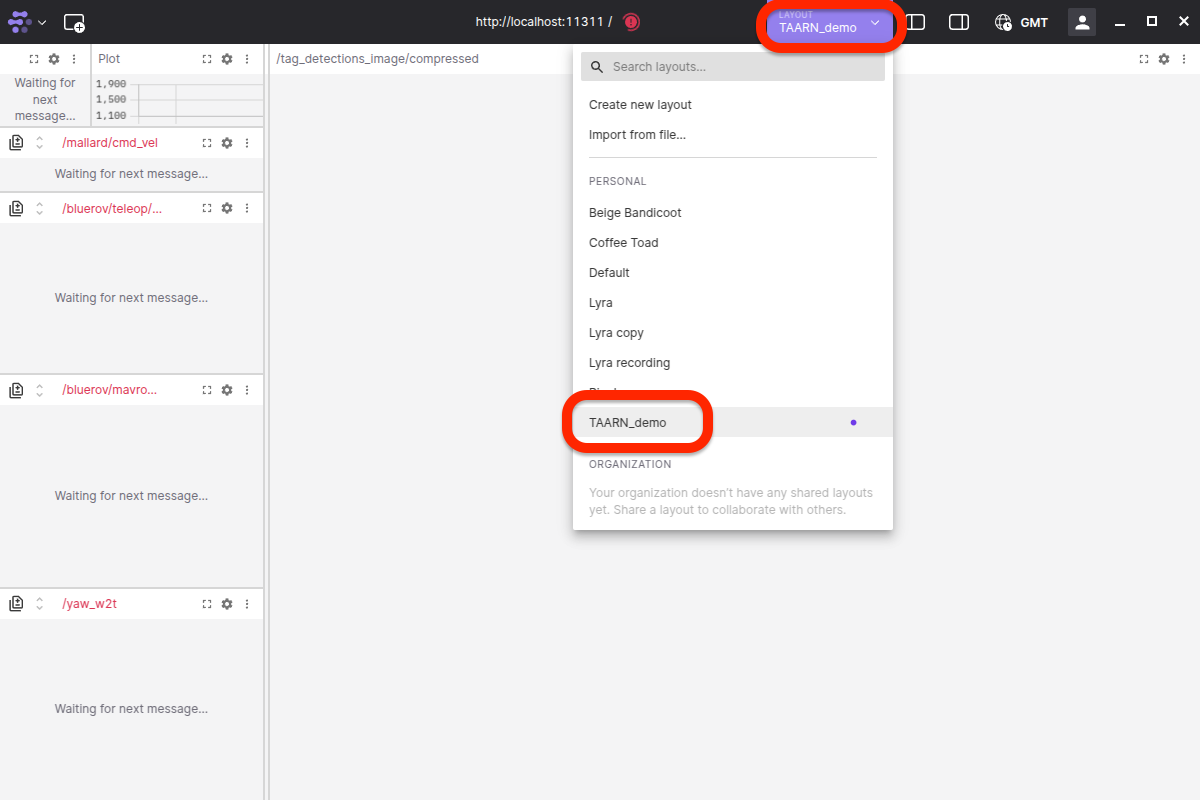 http://localhost:11311 /
LAYOUT
TAARN_demo
GMT
Plot
/tag_detections_image/compressed
Waiting for
next
message...
1,900
1,500
1,100
/mallard/cmd_vel
Waiting for next message...
/bluerov/teleop/...
Waiting for next message...
/bluerov/mavro...
Waiting for next message...
/yaw_w2t
Waiting for next message...
Search layouts...
Create new layout
Import from file...
PERSONAL
Beige Bandicoot
Coffee Toad
Default
Lyra
Lyra copy
Lyra recording
TAARN_demo
ORGANIZATION
Your organization doesn't have any shared layouts
yet. Share a layout to collaborate with others.